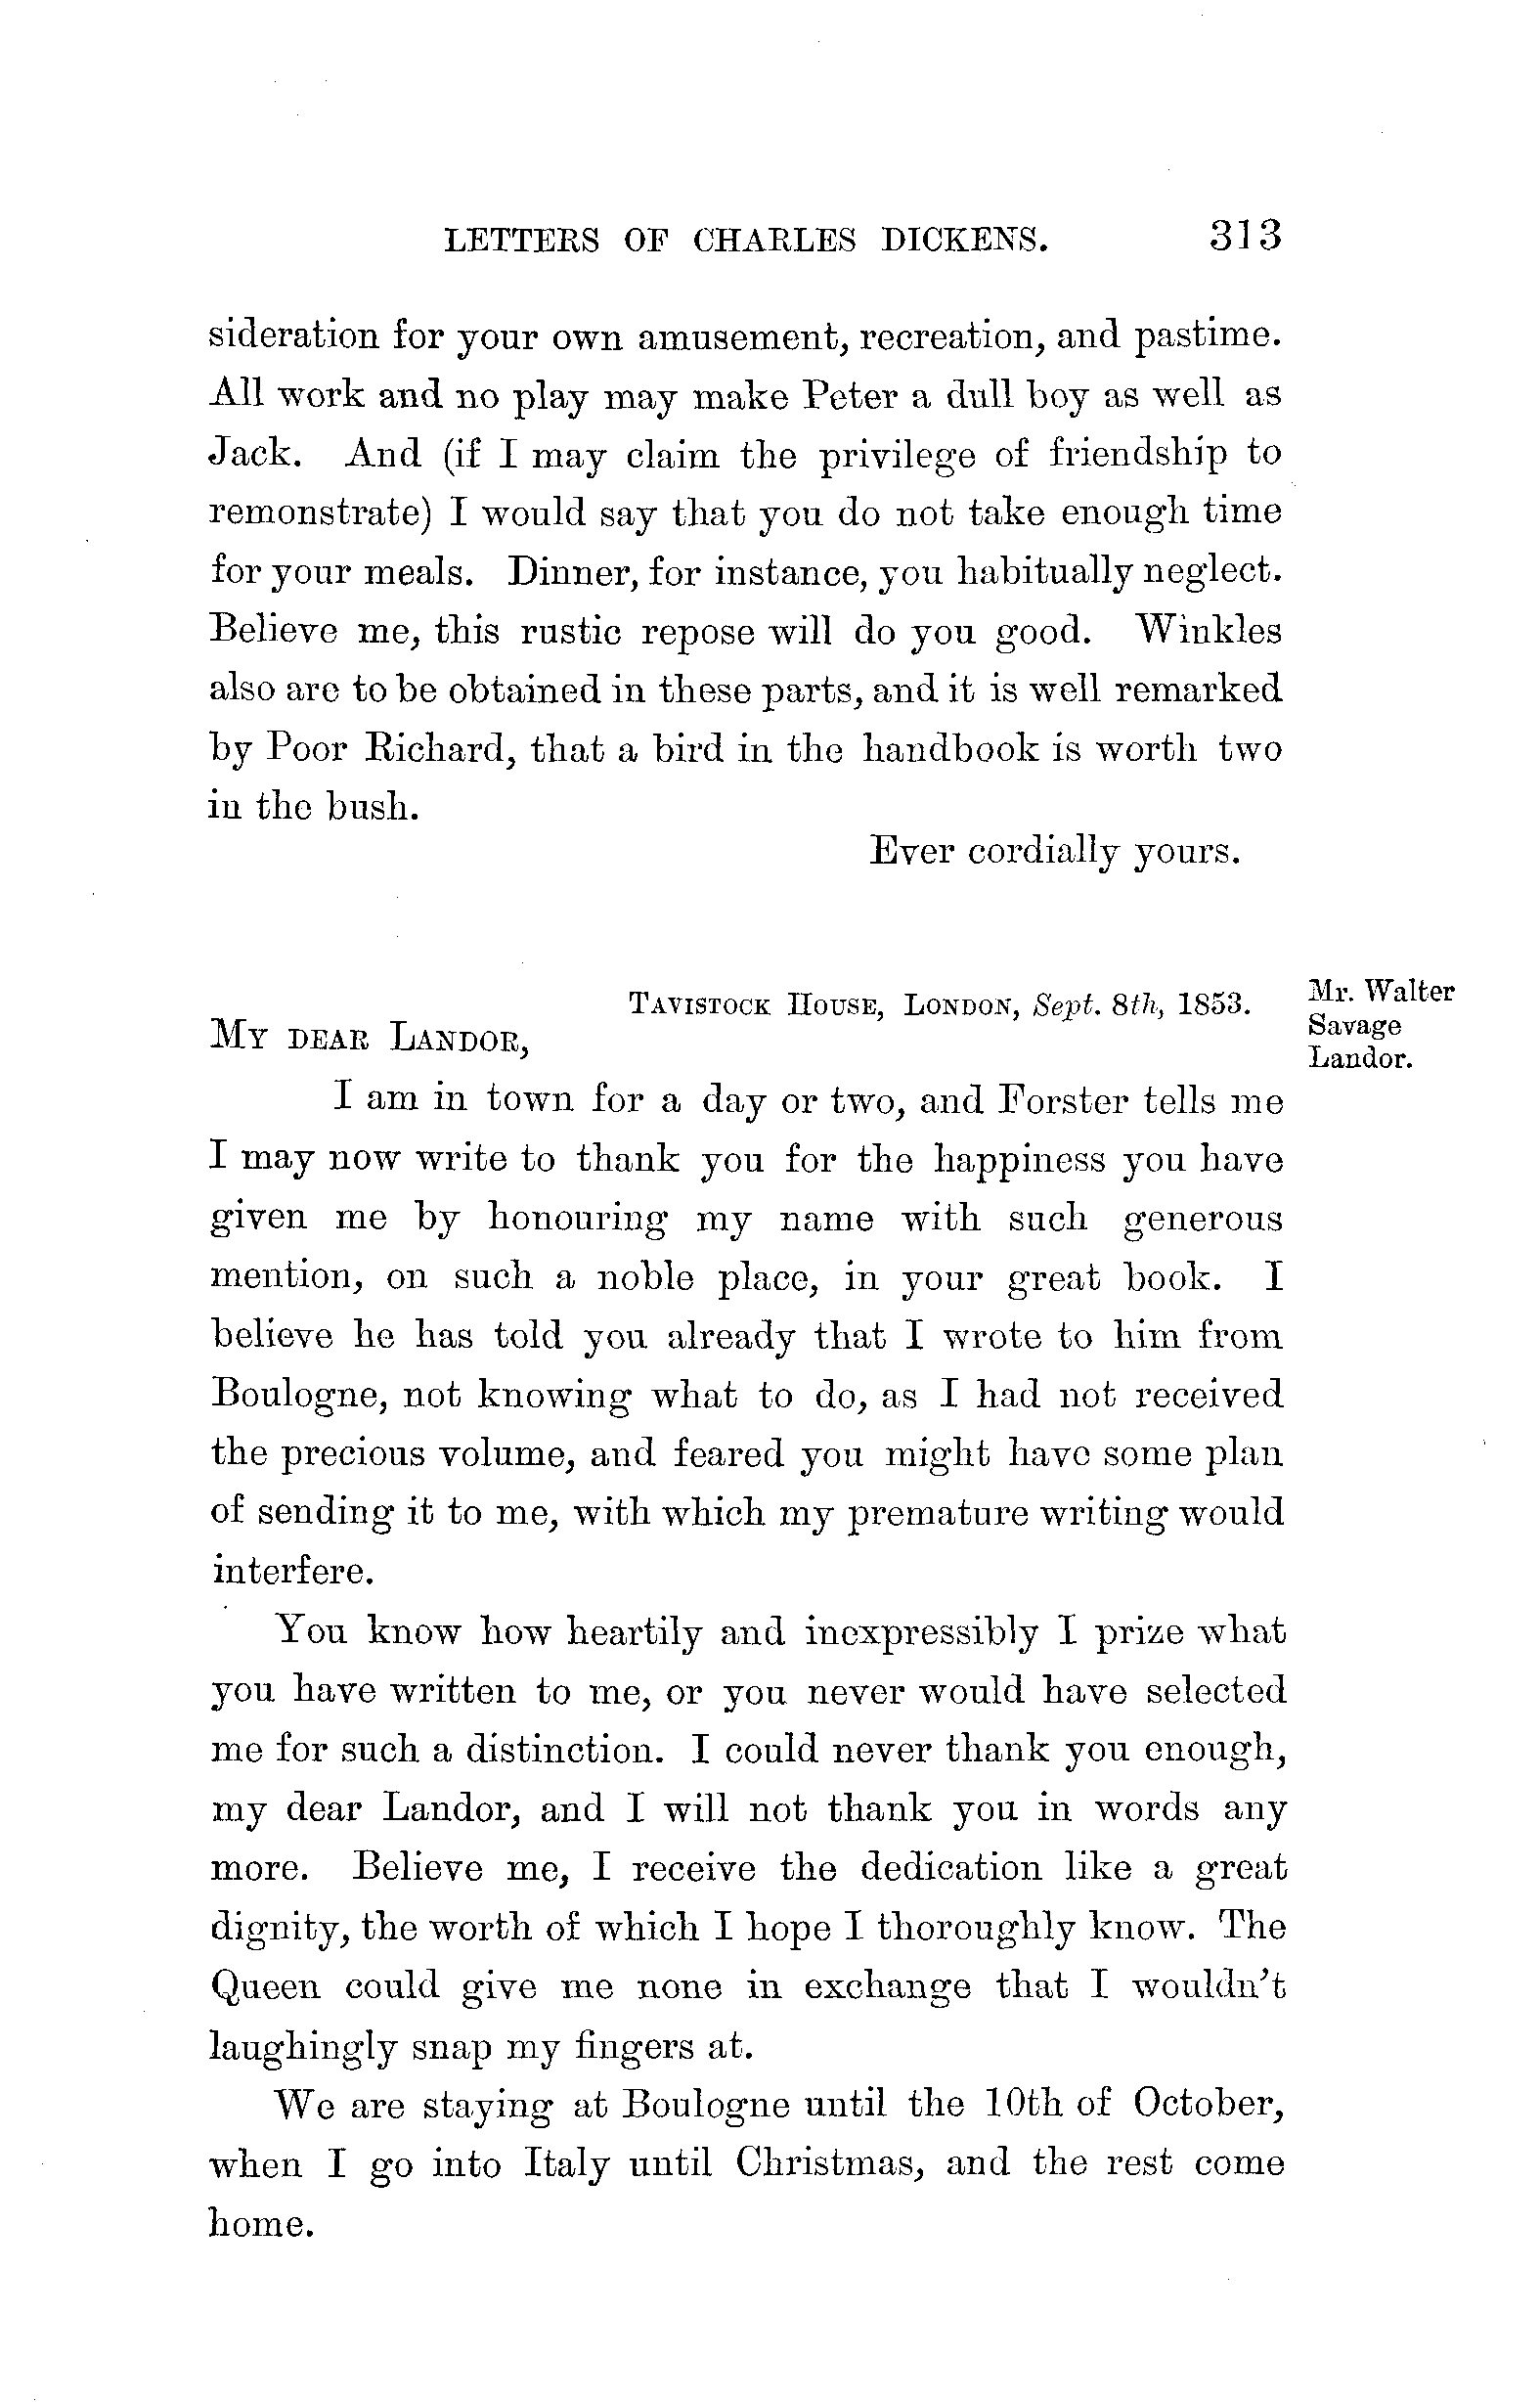 LETTERS OF CHARLES DICKENS. 313
sideration for your own amusement, recreation, and pastime.
All work and no play may make Peter a dull boy as well as
Jack. And (if I may claim the privilege of friendship to
remonstrate) I would say that you do not take enough time
for your meals. Dinner, for instance, you habitually neglect.
Believe me, this rustic repose will do you good. Winkles
also are to be obtained in these parts, and it is well remarked
by Poor Richard, that a bird in the handbook is worth two
in the bush.
Ever cordially yours.
TAVISTOCK HOUSE, LONDON, Sept. 8th, 1853.
Mr. Walter
Savage
Landor.
MY DEAR LANDOR,
I am in town for a day or two, and Forster tells me
I may now write to thank you for the happiness you have
given me by honouring my name with such generous
mention, on such a noble place, in your great book. I
believe he has told you already that I wrote to him from
Boulogne, not knowing what to do, as I had not received
the precious volume, and feared you might have some plan
of sending it to me, with which my premature writing would
interfere.
You know how heartily and inexpressibly I prize what
you have written to me, or you never would have selected
me for such a distinction. I could never thank you enough,
my dear Landor, and I will not thank you in words any
more. Believe me, I receive the dedication like a great
dignity, the worth of which I hope I thoroughly know. The
Queen could give me none in exchange that I wouldn't
laughingly snap my fingers at.
We are staying at Boulogne until the 10th of October,
when I go into Italy until Christmas, and the rest come
home.